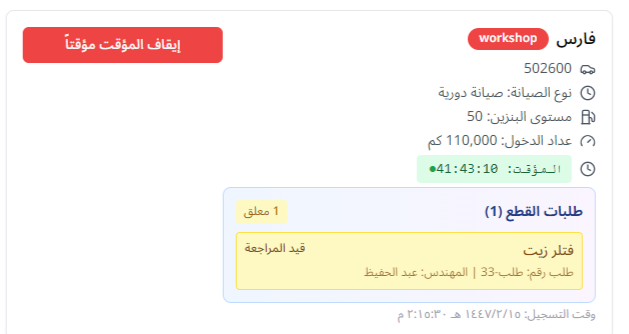 فارس workshop
إيقاف المؤقت مؤقتاً
502600
نوع الصيانة: صيانة دورية
مستوى البنزين: 50
عداد الدخول: 110,000 كم
المؤقت: 41:43:10
طلبات القطع (1)
1 معلق
فتلر زيت
قيد المراجعة
طلب رقم: طلب-33 | المهندس: عبد الحفيظ
وقت التسجيل: ١٤٤٧/٢/١٥ هـ ٢:١٥:٣٠ م